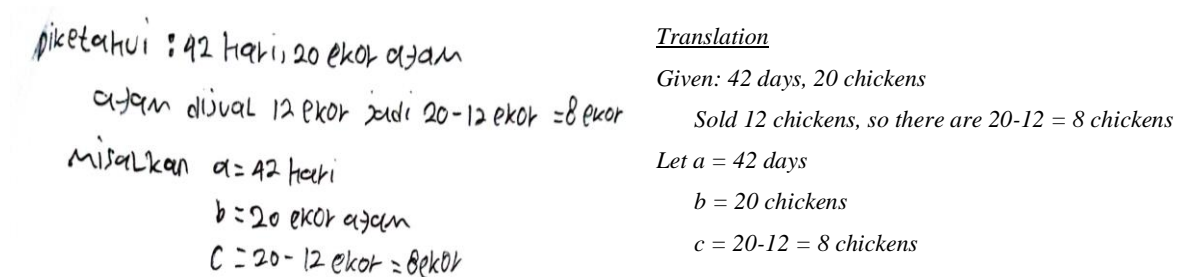 Diketahui : 42 hari, 20 ekor ayam
ayam dijual 12 ekor jadi 20-12 ekor =8 ekor
Misalkan a= 42 hari
b=20 ekor ayam
C = 20 - 12 ekor = 8ekor
Translation
Given: 42 days, 20 chickens
Sold 12 chickens, so there are 20-12 = 8 chickens
Let a = 42 days
b = 20 chickens
c = 20-12 = 8 chickens